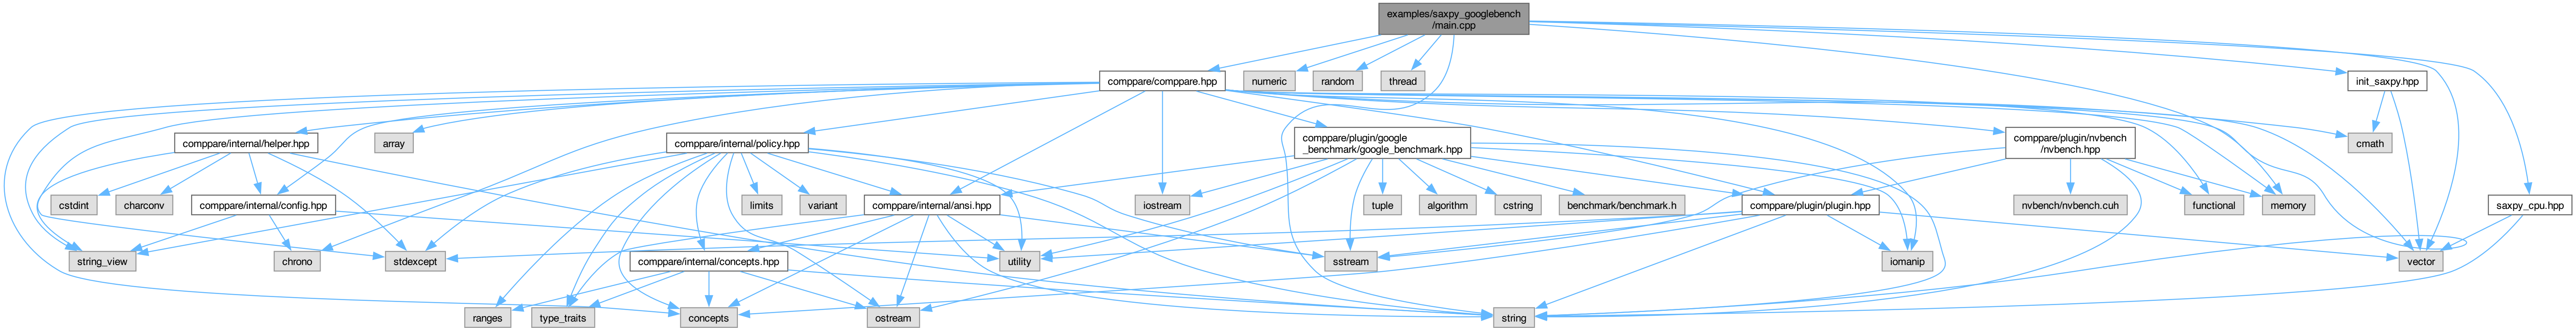 examples/saxpy_googlebench
/main.cpp
comppare/comppare.hpp
numeric
random
thread
init_saxpy.hpp
comppare/internal/helper.hpp
array
comppare/internal/policy.hpp
comppare/plugin/google
_benchmark/google_benchmark.hpp
comppare/plugin/nvbench
/nvbench.hpp
cmath
cstdint
charconv
comppare/internal/config.hpp
limits
variant
comppare/internal/ansi.hpp
iostream
tuple
algorithm
cstring
benchmark/benchmark.h
comppare/plugin/plugin.hpp
nvbench/nvbench.cuh
functional
memory
saxpy_cpu.hpp
string_view
chrono
stdexcept
comppare/internal/concepts.hpp
utility
sstream
iomanip
vector
ranges
type_traits
concepts
ostream
string